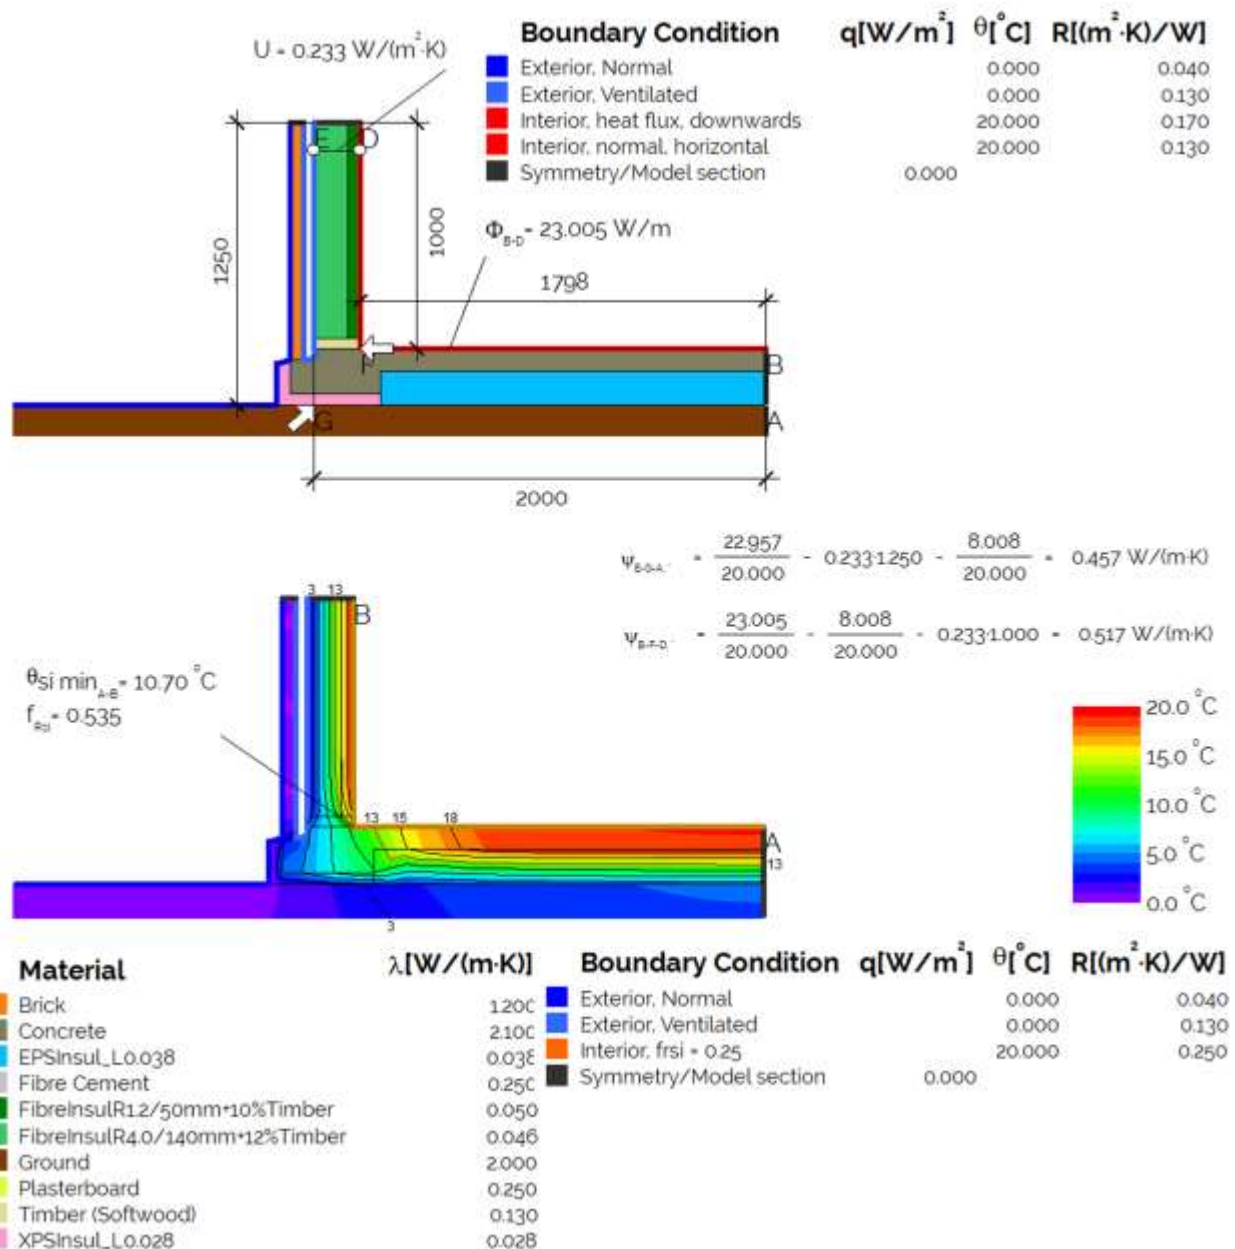 U = 0.233 W/(m²·K)
Boundary Condition q[W/m²] θ[°C] R[(m²·K)/W]
Exterior, Normal 0.000 0.040
Exterior, Ventilated 0.000 0.130
Interior, heat flux, downwards 20.000 0.170
Interior, normal, horizontal 20.000 0.130
Symmetry/Model section 0.000
E D
1250
1000
ΦB-D= 23.005 W/m
1798
F
B
G
A
2000
ψB-D-A,* = 22.957/20.000 - 0.233·1.250 - 8.008/20.000 = 0.457 W/(m·K)
ψB-F-D,* = 23.005/20.000 - 8.008/20.000 - 0.233·1.000 = 0.517 W/(m·K)
3 13
B
θsi minA-B= 10.70 °C
fRsi= 0.535
13 15 18
A
13
3
20.0 °C
15.0 °C
10.0 °C
5.0 °C
0.0 °C
Material λ[W/(m·K)]
Brick 1.200
Concrete 2.100
EPSInsul_L0.038 0.038
Fibre Cement 0.250
FibreInsulR1.2/50mm+10%Timber 0.050
FibreInsulR4.0/140mm+12%Timber 0.046
Ground 2.000
Plasterboard 0.250
Timber (Softwood) 0.130
XPSInsul_L0.028 0.028
Boundary Condition q[W/m²] θ[°C] R[(m²·K)/W]
Exterior, Normal 0.000 0.040
Exterior, Ventilated 0.000 0.130
Interior, frsi = 0.25 20.000 0.250
Symmetry/Model section 0.000